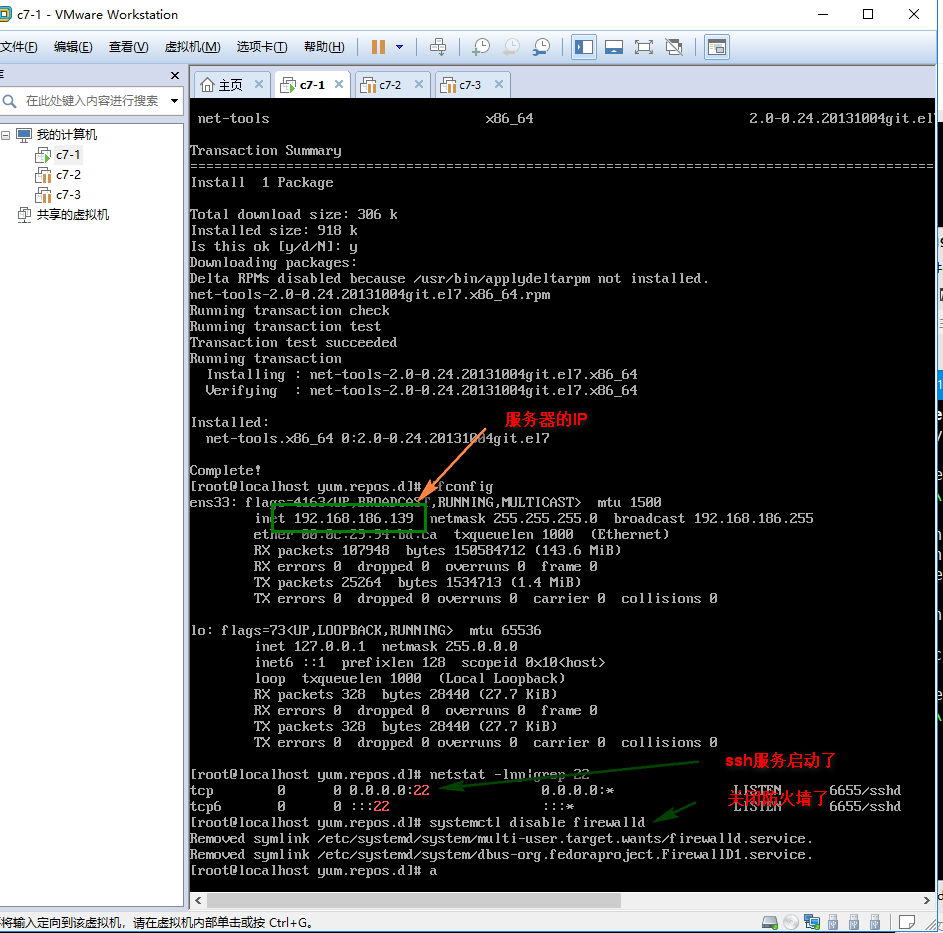 c7-1 - VMware Workstation
文件(F) 编辑(E) 查看(V) 虚拟机(M) 选项卡(T) 帮助(H)
主页 c7-1 c7-2 c7-3
在此处键入内容进行搜索
我的计算机
c7-1
c7-2
c7-3
共享的虚拟机
net-tools x86_64 2.0-0.24.20131004git.el7
Transaction Summary
Install 1 Package
Total download size: 306 k
Installed size: 918 k
Is this ok [y/d/N]: y
Downloading packages:
Delta RPMs disabled because /usr/bin/applydeltarpm not installed.
net-tools-2.0-0.24.20131004git.el7.x86_64.rpm
Running transaction check
Running transaction test
Transaction test succeeded
Running transaction
Installing : net-tools-2.0-0.24.20131004git.el7.x86_64
Verifying : net-tools-2.0-0.24.20131004git.el7.x86_64
Installed:
服务器的IP
net-tools.x86_64 0:2.0-0.24.20131004git.el7
Complete!
[root@localhost yum.repos.d]# ifconfig
ens33: flags=4163<UP,BROADCAST,RUNNING,MULTICAST> mtu 1500
inet 192.168.186.139 netmask 255.255.255.0 broadcast 192.168.186.255
ether 00:0c:29:94:bd:ca txqueuelen 1000 (Ethernet)
RX packets 107948 bytes 150584712 (143.6 MiB)
RX errors 0 dropped 0 overruns 0 frame 0
TX packets 25264 bytes 1534713 (1.4 MiB)
TX errors 0 dropped 0 overruns 0 carrier 0 collisions 0
lo: flags=73<UP,LOOPBACK,RUNNING> mtu 65536
inet 127.0.0.1 netmask 255.0.0.0
inet6 ::1 prefixlen 128 scopeid 0x10<host>
loop txqueuelen 1000 (Local Loopback)
RX packets 328 bytes 28440 (27.7 KiB)
RX errors 0 dropped 0 overruns 0 frame 0
TX packets 328 bytes 28440 (27.7 KiB)
TX errors 0 dropped 0 overruns 0 carrier 0 collisions 0
ssh服务启动了
[root@localhost yum.repos.d]# netstat -lnp|grep 22
tcp 0 0 0.0.0.0:22 0.0.0.0:* LISTEN 6655/sshd
关闭防火墙了
tcp6 0 0 :::22 :::* LISTEN 6655/sshd
[root@localhost yum.repos.d]# systemctl disable firewalld
Removed symlink /etc/systemd/system/multi-user.target.wants/firewalld.service.
Removed symlink /etc/systemd/system/dbus-org.fedoraproject.FirewallD1.service.
[root@localhost yum.repos.d]# a
将输入定向到该虚拟机，请在虚拟机内部单击或按 Ctrl+G。